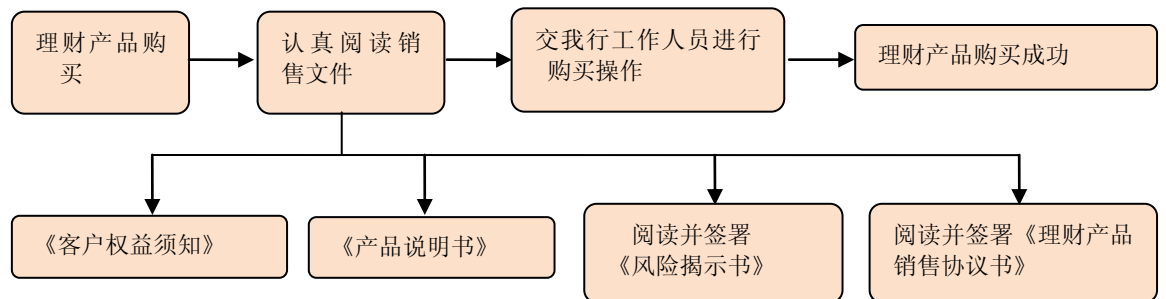 理财产品购
买
认真阅读销
售文件
交我行工作人员进行
购买操作
理财产品购买成功
《客户权益须知》
《产品说明书》
阅读并签署
《风险揭示书》
阅读并签署《理财产品
销售协议书》